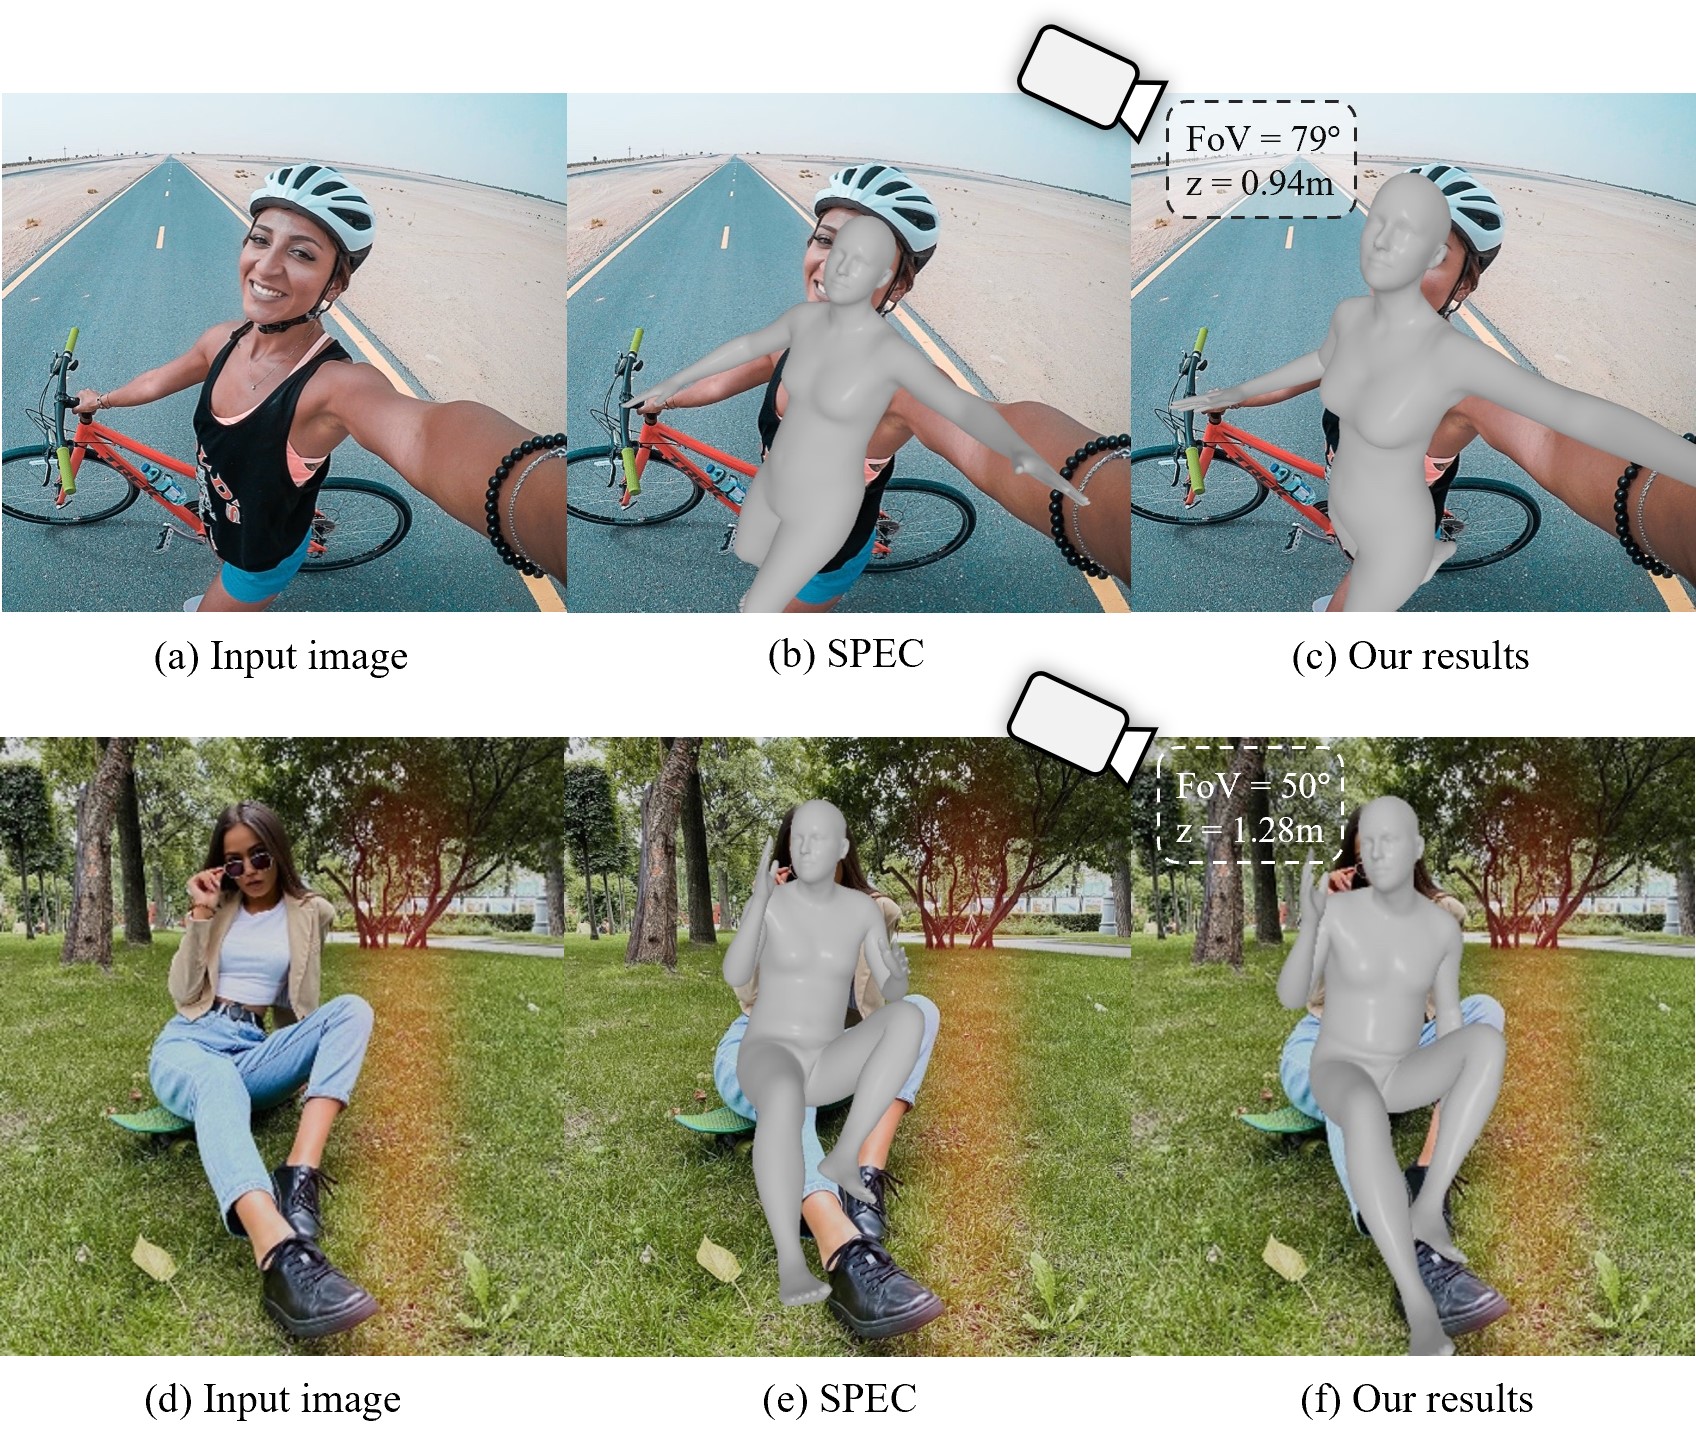 FoV = 79°
z = 0.94m
(a) Input image
(b) SPEC
(c) Our results
FoV = 50°
z = 1.28m
(d) Input image
(e) SPEC
(f) Our results